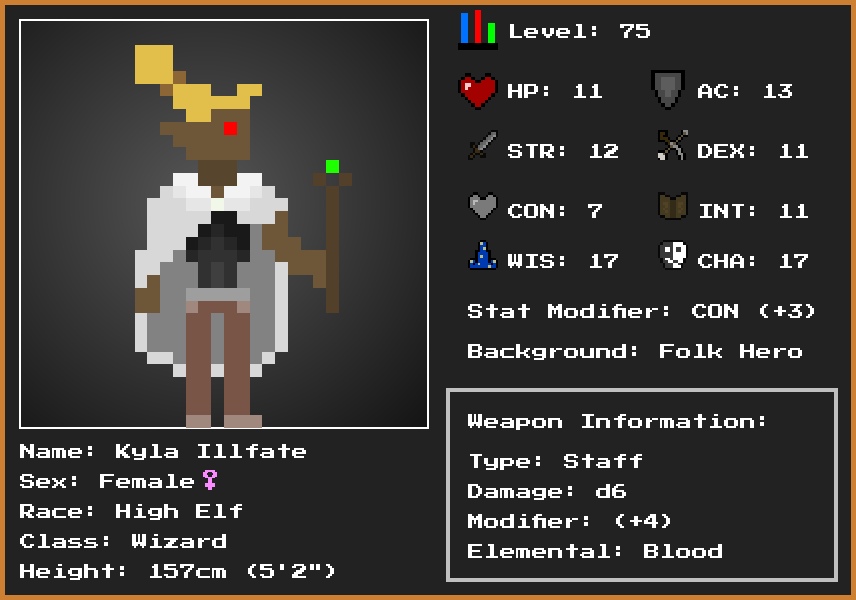 Level: 75
HP: 11 AC: 13
STR: 12 DEX: 11
CON: 7 INT: 11
WIS: 17 CHA: 17
Stat Modifier: CON (+3)
Background: Folk Hero
Weapon Information:
Type: Staff
Damage: d6
Modifier: (+4)
Elemental: Blood
Name: Kyla Illfate
Sex: Female♀
Race: High Elf
Class: Wizard
Height: 157cm (5'2")